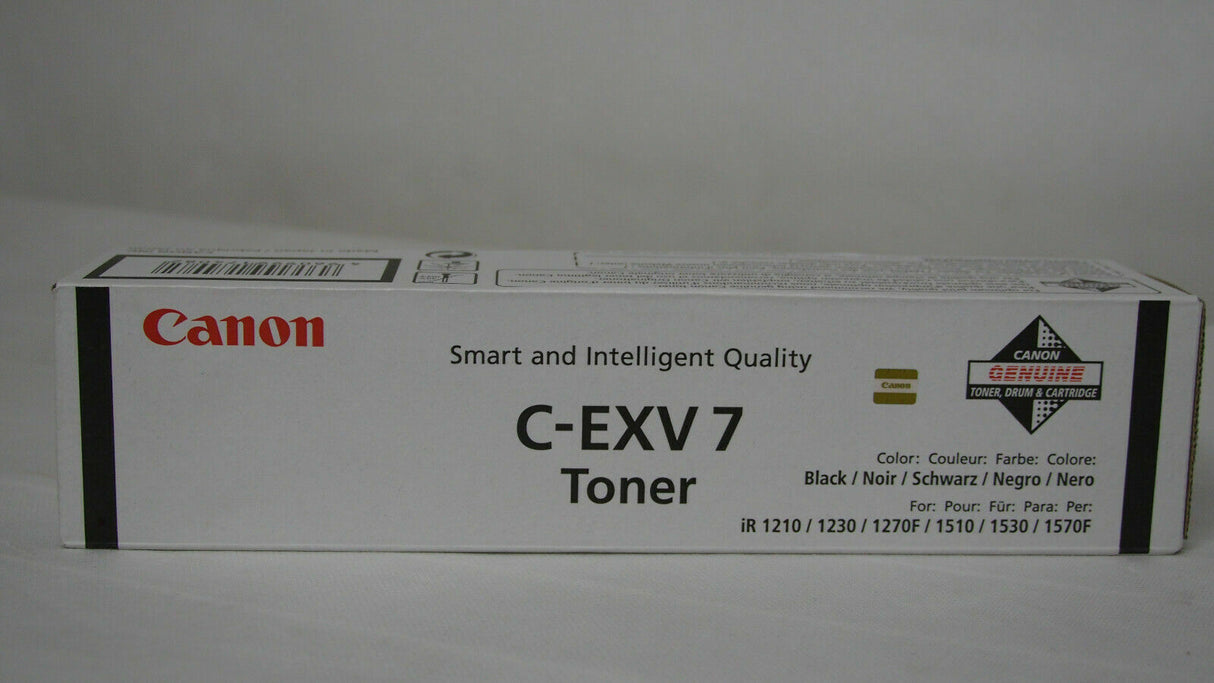 Canon
Smart and Intelligent Quality
C-EXV 7
Toner
Canon
CANON
GENUINE
TONER, DRUM & CARTRIDGE
Color: Couleur: Farbe: Colore:
Black / Noir / Schwarz / Negro / Nero
For: Pour: Für: Para: Per:
iR 1210 / 1230 / 1270F / 1510 / 1530 / 1570F